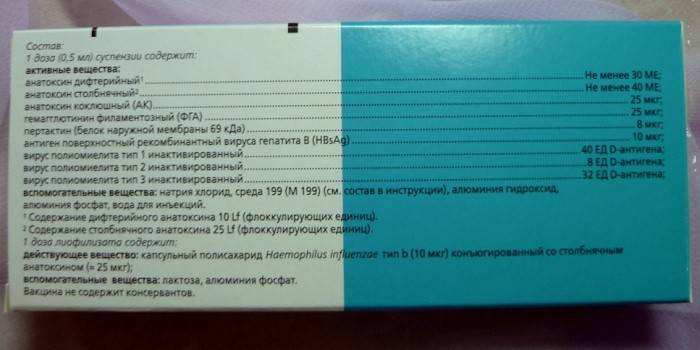 Состав:
1 доза (0,5 мл) суспензии содержит:
активные вещества:
анатоксин дифтерийный¹ Не менее 30 МЕ;
анатоксин столбнячный² Не менее 40 МЕ;
анатоксин коклюшный (АК) 25 мкг;
гемагглютинин филаментозный (ФГА) 25 мкг;
пертактин (белок наружной мембраны 69 кДа) 8 мкг;
антиген поверхностный рекомбинантный вируса гепатита В (HBsAg) 10 мкг;
вирус полиомиелита тип 1 инактивированный 40 ЕД D-антигена;
вирус полиомиелита тип 2 инактивированный 8 ЕД D-антигена;
вирус полиомиелита тип 3 инактивированный 32 ЕД D-антигена;
вспомогательные вещества: натрия хлорид, среда 199 (М 199) (см. состав в инструкции), алюминия гидроксид,
алюминия фосфат, вода для инъекций.
¹ Содержание дифтерийного анатоксина 10 Lf (флоккулирующих единиц).
² Содержание столбнячного анатоксина 25 Lf (флоккулирующих единиц).
1 доза лиофилизата содержит:
действующее вещество: капсульный полисахарид Haemophilus influenzae тип b (10 мкг) конъюгированный со столбнячным
анатоксином (≈ 25 мкг);
вспомогательные вещества: лактоза, алюминия фосфат.
Вакцина не содержит консервантов.